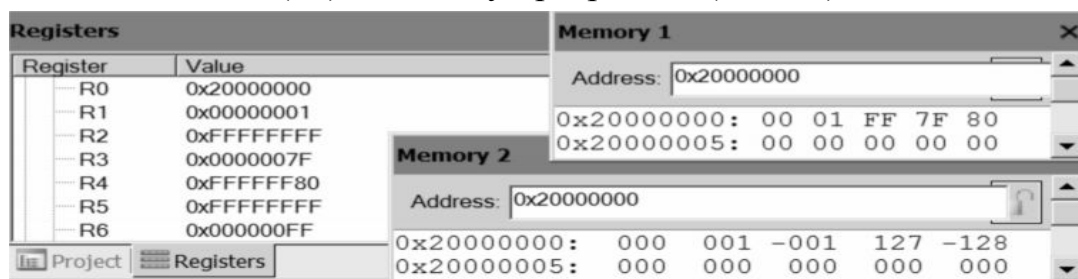 Registers
Register Value
R0 0x20000000
R1 0x00000001
R2 0xFFFFFFFF
R3 0x0000007F
R4 0xFFFFFF80
R5 0xFFFFFFFF
R6 0x000000FF
Project Registers
Memory 1
Address: 0x20000000
0x20000000: 00 01 FF 7F 80
0x20000005: 00 00 00 00 00
Memory 2
Address: 0x20000000
0x20000000: 000 001 -001 127 -128
0x20000005: 000 000 000 000 000